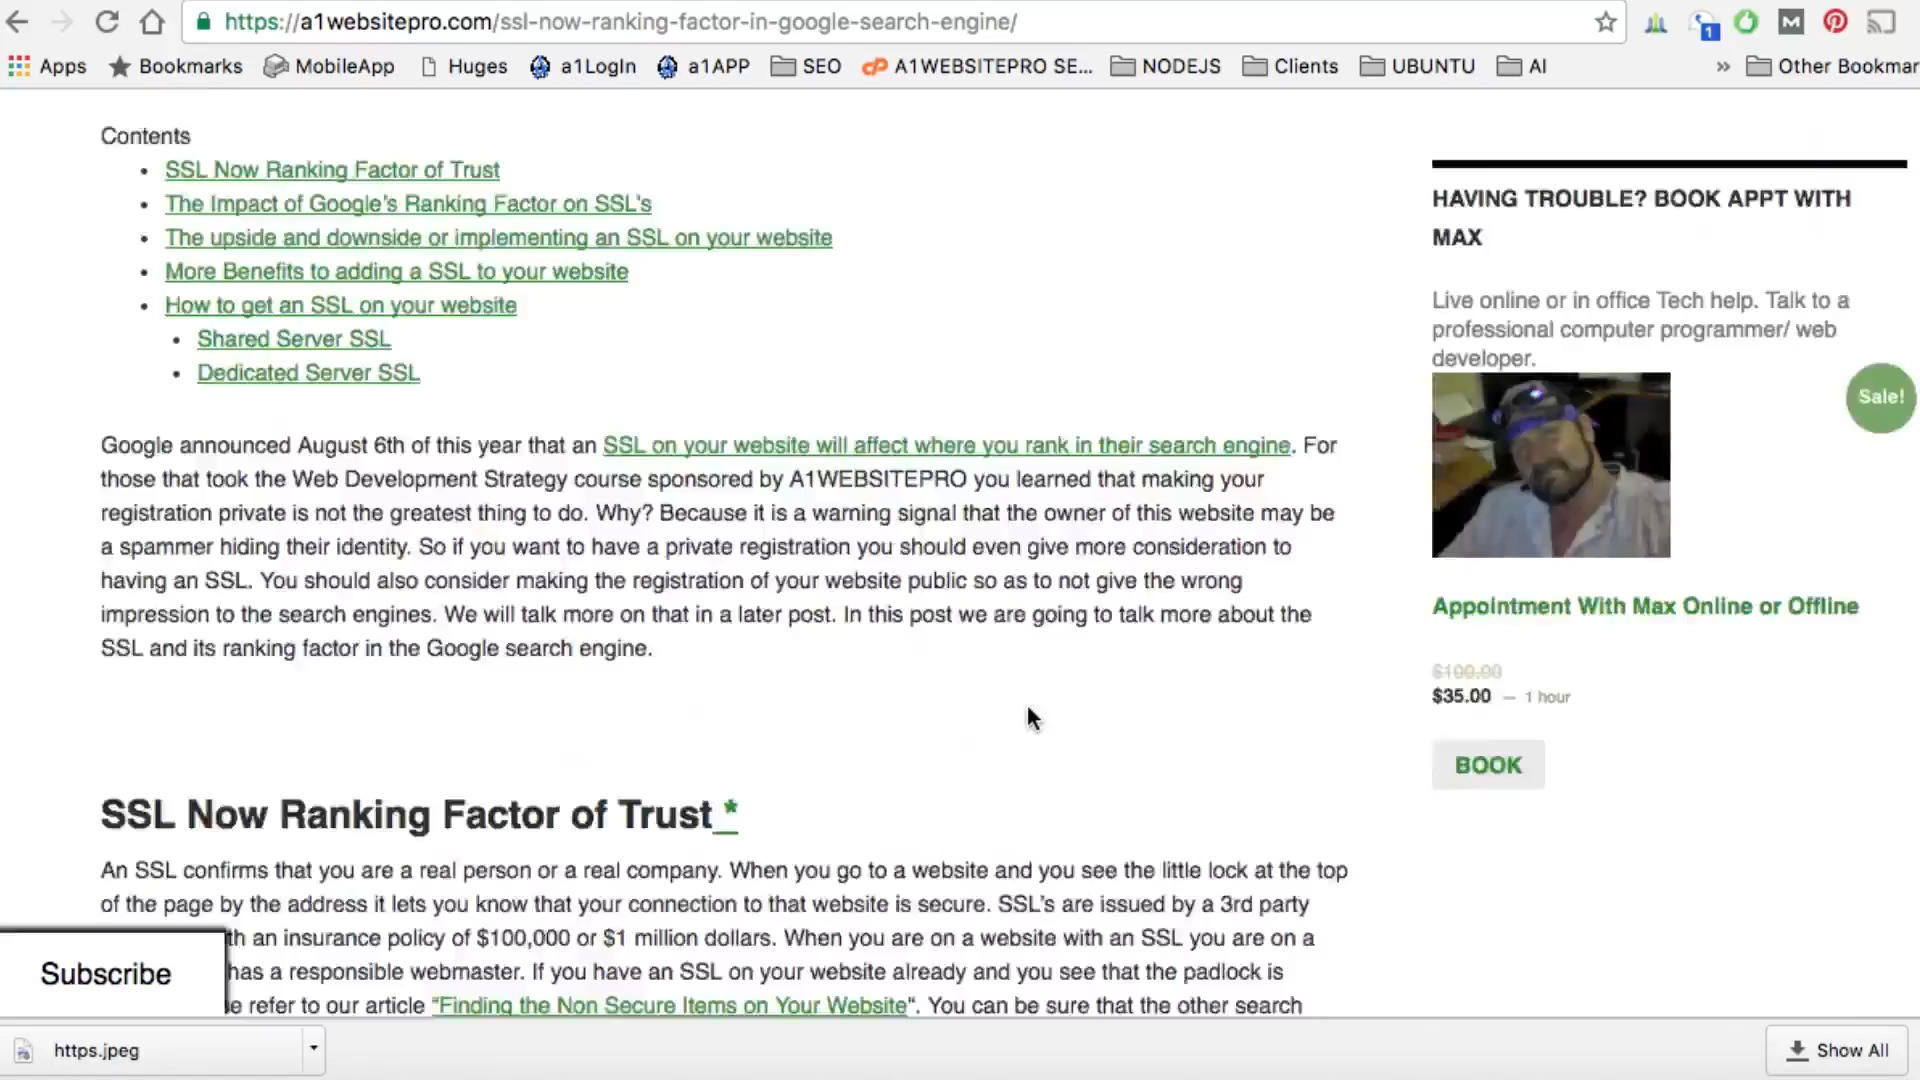 https://a1websitepro.com/ssl-now-ranking-factor-in-google-search-engine/
1
M
Apps
Bookmarks
MobileApp
Huges
a1LogIn
a1APP
SEO
cP
A1WEBSITEPRO SE...
NODEJS
Clients
UBUNTU
AI
»
Other Bookmar
Contents
• SSL Now Ranking Factor of Trust
• The Impact of Google's Ranking Factor on SSL's
• The upside and downside or implementing an SSL on your website
• More Benefits to adding a SSL to your website
• How to get an SSL on your website
• Shared Server SSL
• Dedicated Server SSL
Google announced August 6th of this year that an SSL on your website will affect where you rank in their search engine. For
those that took the Web Development Strategy course sponsored by A1WEBSITEPRO you learned that making your
registration private is not the greatest thing to do. Why? Because it is a warning signal that the owner of this website may be
a spammer hiding their identity. So if you want to have a private registration you should even give more consideration to
having an SSL. You should also consider making the registration of your website public so as to not give the wrong
impression to the search engines. We will talk more on that in a later post. In this post we are going to talk more about the
SSL and its ranking factor in the Google search engine.
SSL Now Ranking Factor of Trust *
An SSL confirms that you are a real person or a real company. When you go to a website and you see the little lock at the top
of the page by the address it lets you know that your connection to that website is secure. SSL's are issued by a 3rd party
th an insurance policy of $100,000 or $1 million dollars. When you are on a website with an SSL you are on a
has a responsible webmaster. If you have an SSL on your website already and you see that the padlock is
e refer to our article "Finding the Non Secure Items on Your Website". You can be sure that the other search
HAVING TROUBLE? BOOK APPT WITH
MAX
Live online or in office Tech help. Talk to a
professional computer programmer/ web
developer.
Sale!
Appointment With Max Online or Offline
$100.00
$35.00 — 1 hour
BOOK
Subscribe
https.jpeg
Show All